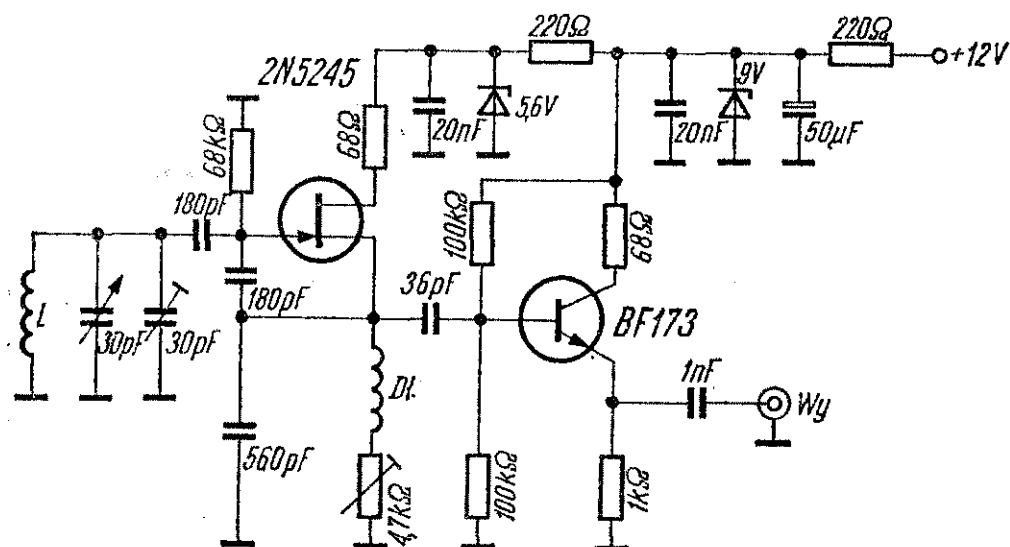 220Ω
220Ω
+12V
2N5245
68Ω
20nF
5,6V
20nF
9V
50µF
68kΩ
180pF
100kΩ
68Ω
L
30pF
30pF
180pF
36pF
BF173
Dł.
1nF
Wy
560pF
4,7kΩ
100kΩ
1kΩ